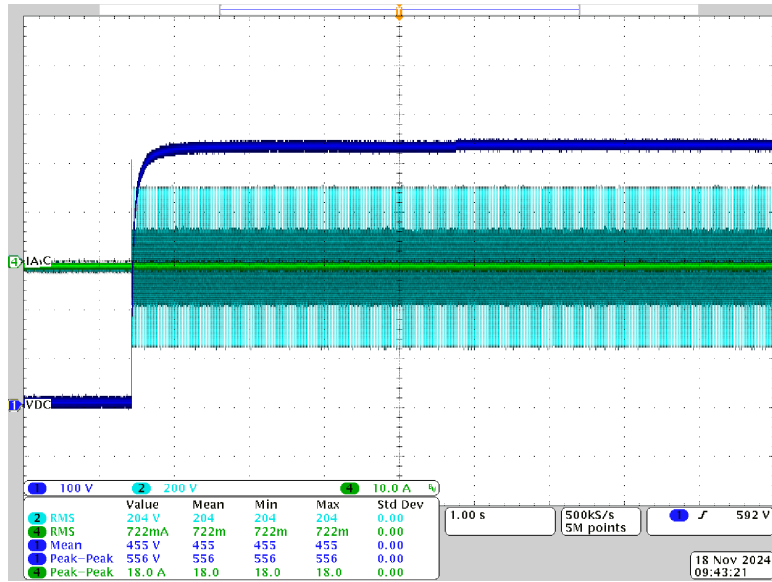 T
4 IAC
1 VDC
1 100 V 2 200 V 4 10.0 A
Value Mean Min Max Std Dev
2 RMS 204 V 204 204 204 0.00
4 RMS 722mA 722m 722m 722m 0.00
1 Mean 455 V 455 455 455 0.00
1 Peak-Peak 556 V 556 556 556 0.00
4 Peak-Peak 18.0 A 18.0 18.0 18.0 0.00
1.00 s
500kS/s
5M points
1 592 V
18 Nov 2024
09:43:21